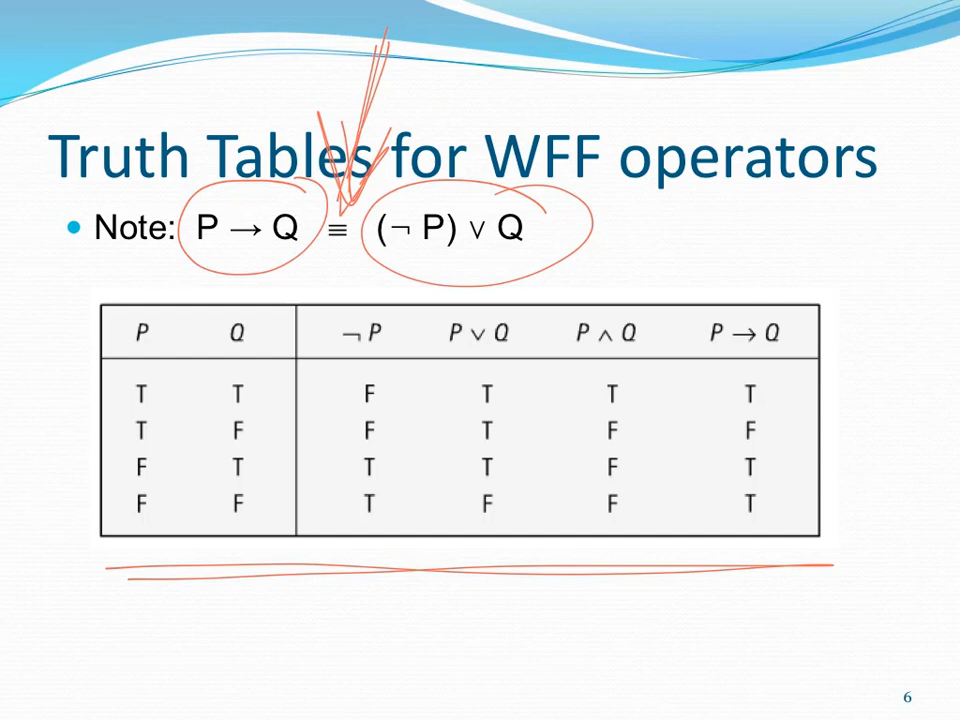 Truth Tables for WFF operators
• Note: P → Q ≡ (¬ P) ∨ Q
P Q ¬ P P ∨ Q P ∧ Q P → Q
T T F T T T
T F F T F F
F T T T F T
F F T F F T
6